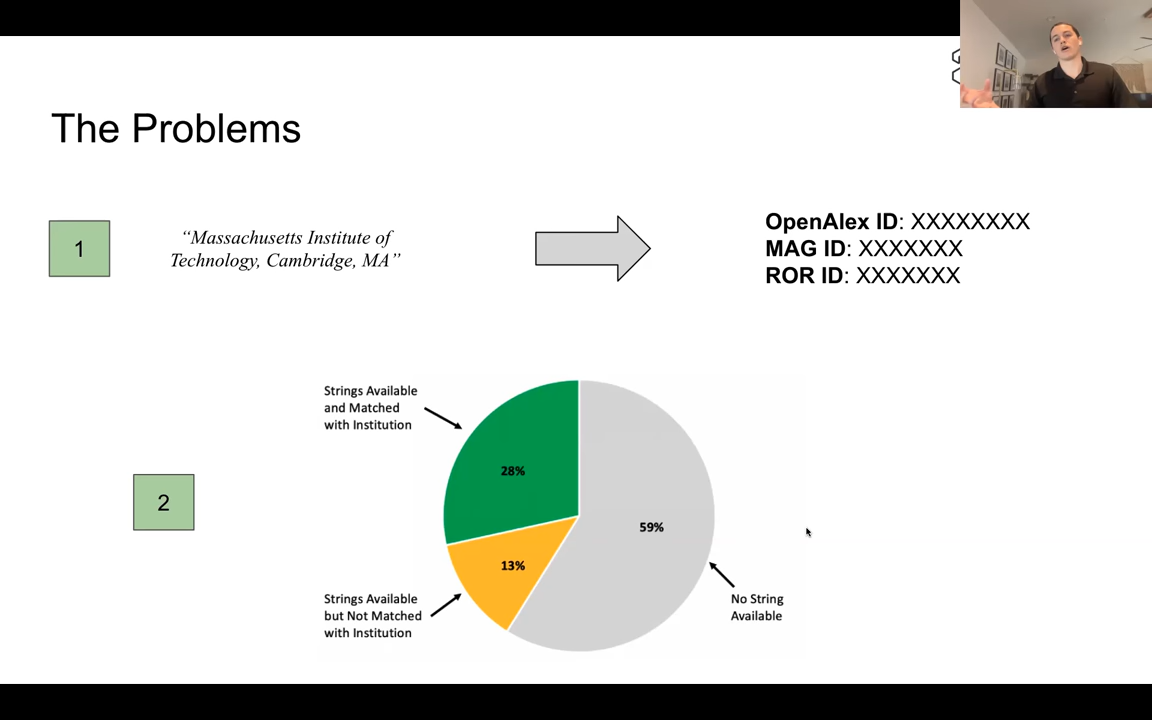 The Problems
1
“Massachusetts Institute of
Technology, Cambridge, MA”
OpenAlex ID: XXXXXXXX
MAG ID: XXXXXXX
ROR ID: XXXXXXX
2
Strings Available
and Matched
with Institution
28%
59%
13%
Strings Available
but Not Matched
with Institution
No String
Available